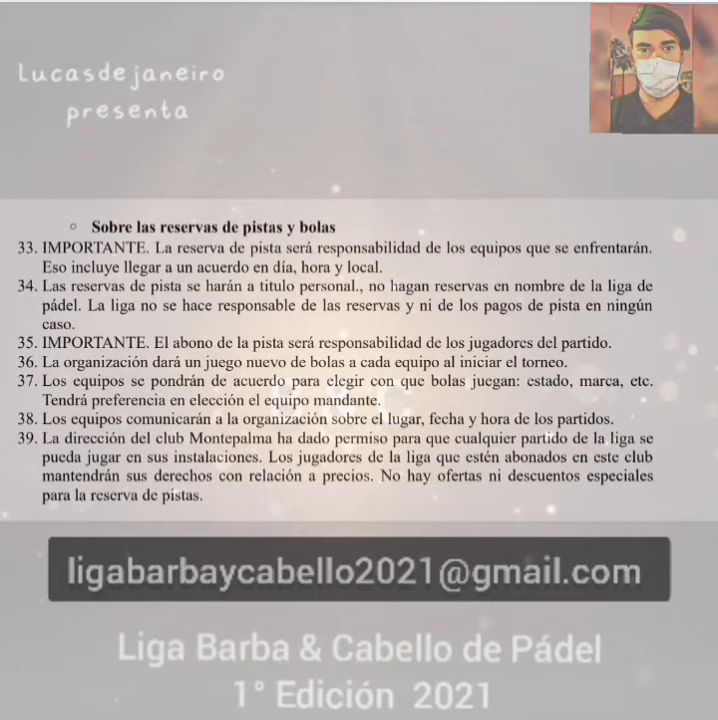 Lucasdejaneiro
presenta
○ Sobre las reservas de pistas y bolas
33. IMPORTANTE. La reserva de pista será responsabilidad de los equipos que se enfrentarán.
Eso incluye llegar a un acuerdo en día, hora y local.
34. Las reservas de pista se harán a titulo personal., no hagan reservas en nombre de la liga de
pádel. La liga no se hace responsable de las reservas y ni de los pagos de pista en ningún
caso.
35. IMPORTANTE. El abono de la pista será responsabilidad de los jugadores del partido.
36. La organización dará un juego nuevo de bolas a cada equipo al iniciar el torneo.
37. Los equipos se pondrán de acuerdo para elegir con que bolas juegan: estado, marca, etc.
Tendrá preferencia en elección el equipo mandante.
38. Los equipos comunicarán a la organización sobre el lugar, fecha y hora de los partidos.
39. La dirección del club Montepalma ha dado permiso para que cualquier partido de la liga se
pueda jugar en sus instalaciones. Los jugadores de la liga que estén abonados en este club
mantendrán sus derechos con relación a precios. No hay ofertas ni descuentos especiales
para la reserva de pistas.
ligabarbaycabello2021@gmail.com
Liga Barba & Cabello de Pádel
1° Edición 2021